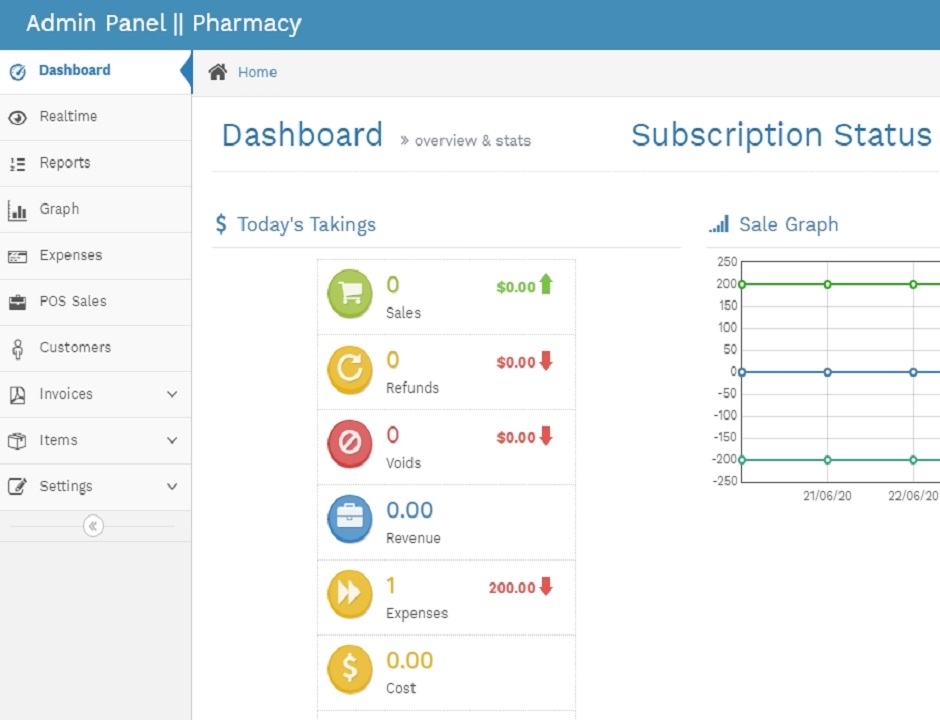 Admin Panel || Pharmacy
Dashboard
Realtime
Reports
Graph
Expenses
POS Sales
Customers
Invoices
Items
Settings
Home
Dashboard » overview & stats
Subscription Status
$ Today's Takings
0 $0.00
Sales
0 $0.00
Refunds
0 $0.00
Voids
0.00
Revenue
1 200.00
Expenses
0.00
Cost
Sale Graph
250
200
150
100
50
0
-50
-100
-150
-200
-250
21/06/20 22/06/20